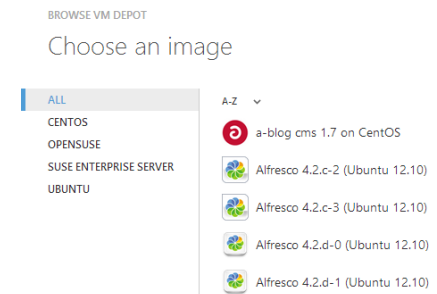 BROWSE VM DEPOT
Choose an image
ALL
CENTOS
OPENSUSE
SUSE ENTERPRISE SERVER
UBUNTU
A-Z
a-blog cms 1.7 on CentOS
Alfresco 4.2.c-2 (Ubuntu 12.10)
Alfresco 4.2.c-3 (Ubuntu 12.10)
Alfresco 4.2.d-0 (Ubuntu 12.10)
Alfresco 4.2.d-1 (Ubuntu 12.10)